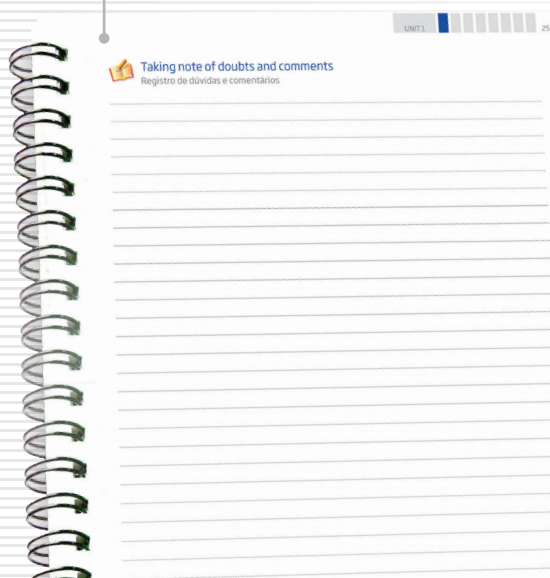 UNIT 1
25
Taking note of doubts and comments
Registro de dúvidas e comentários